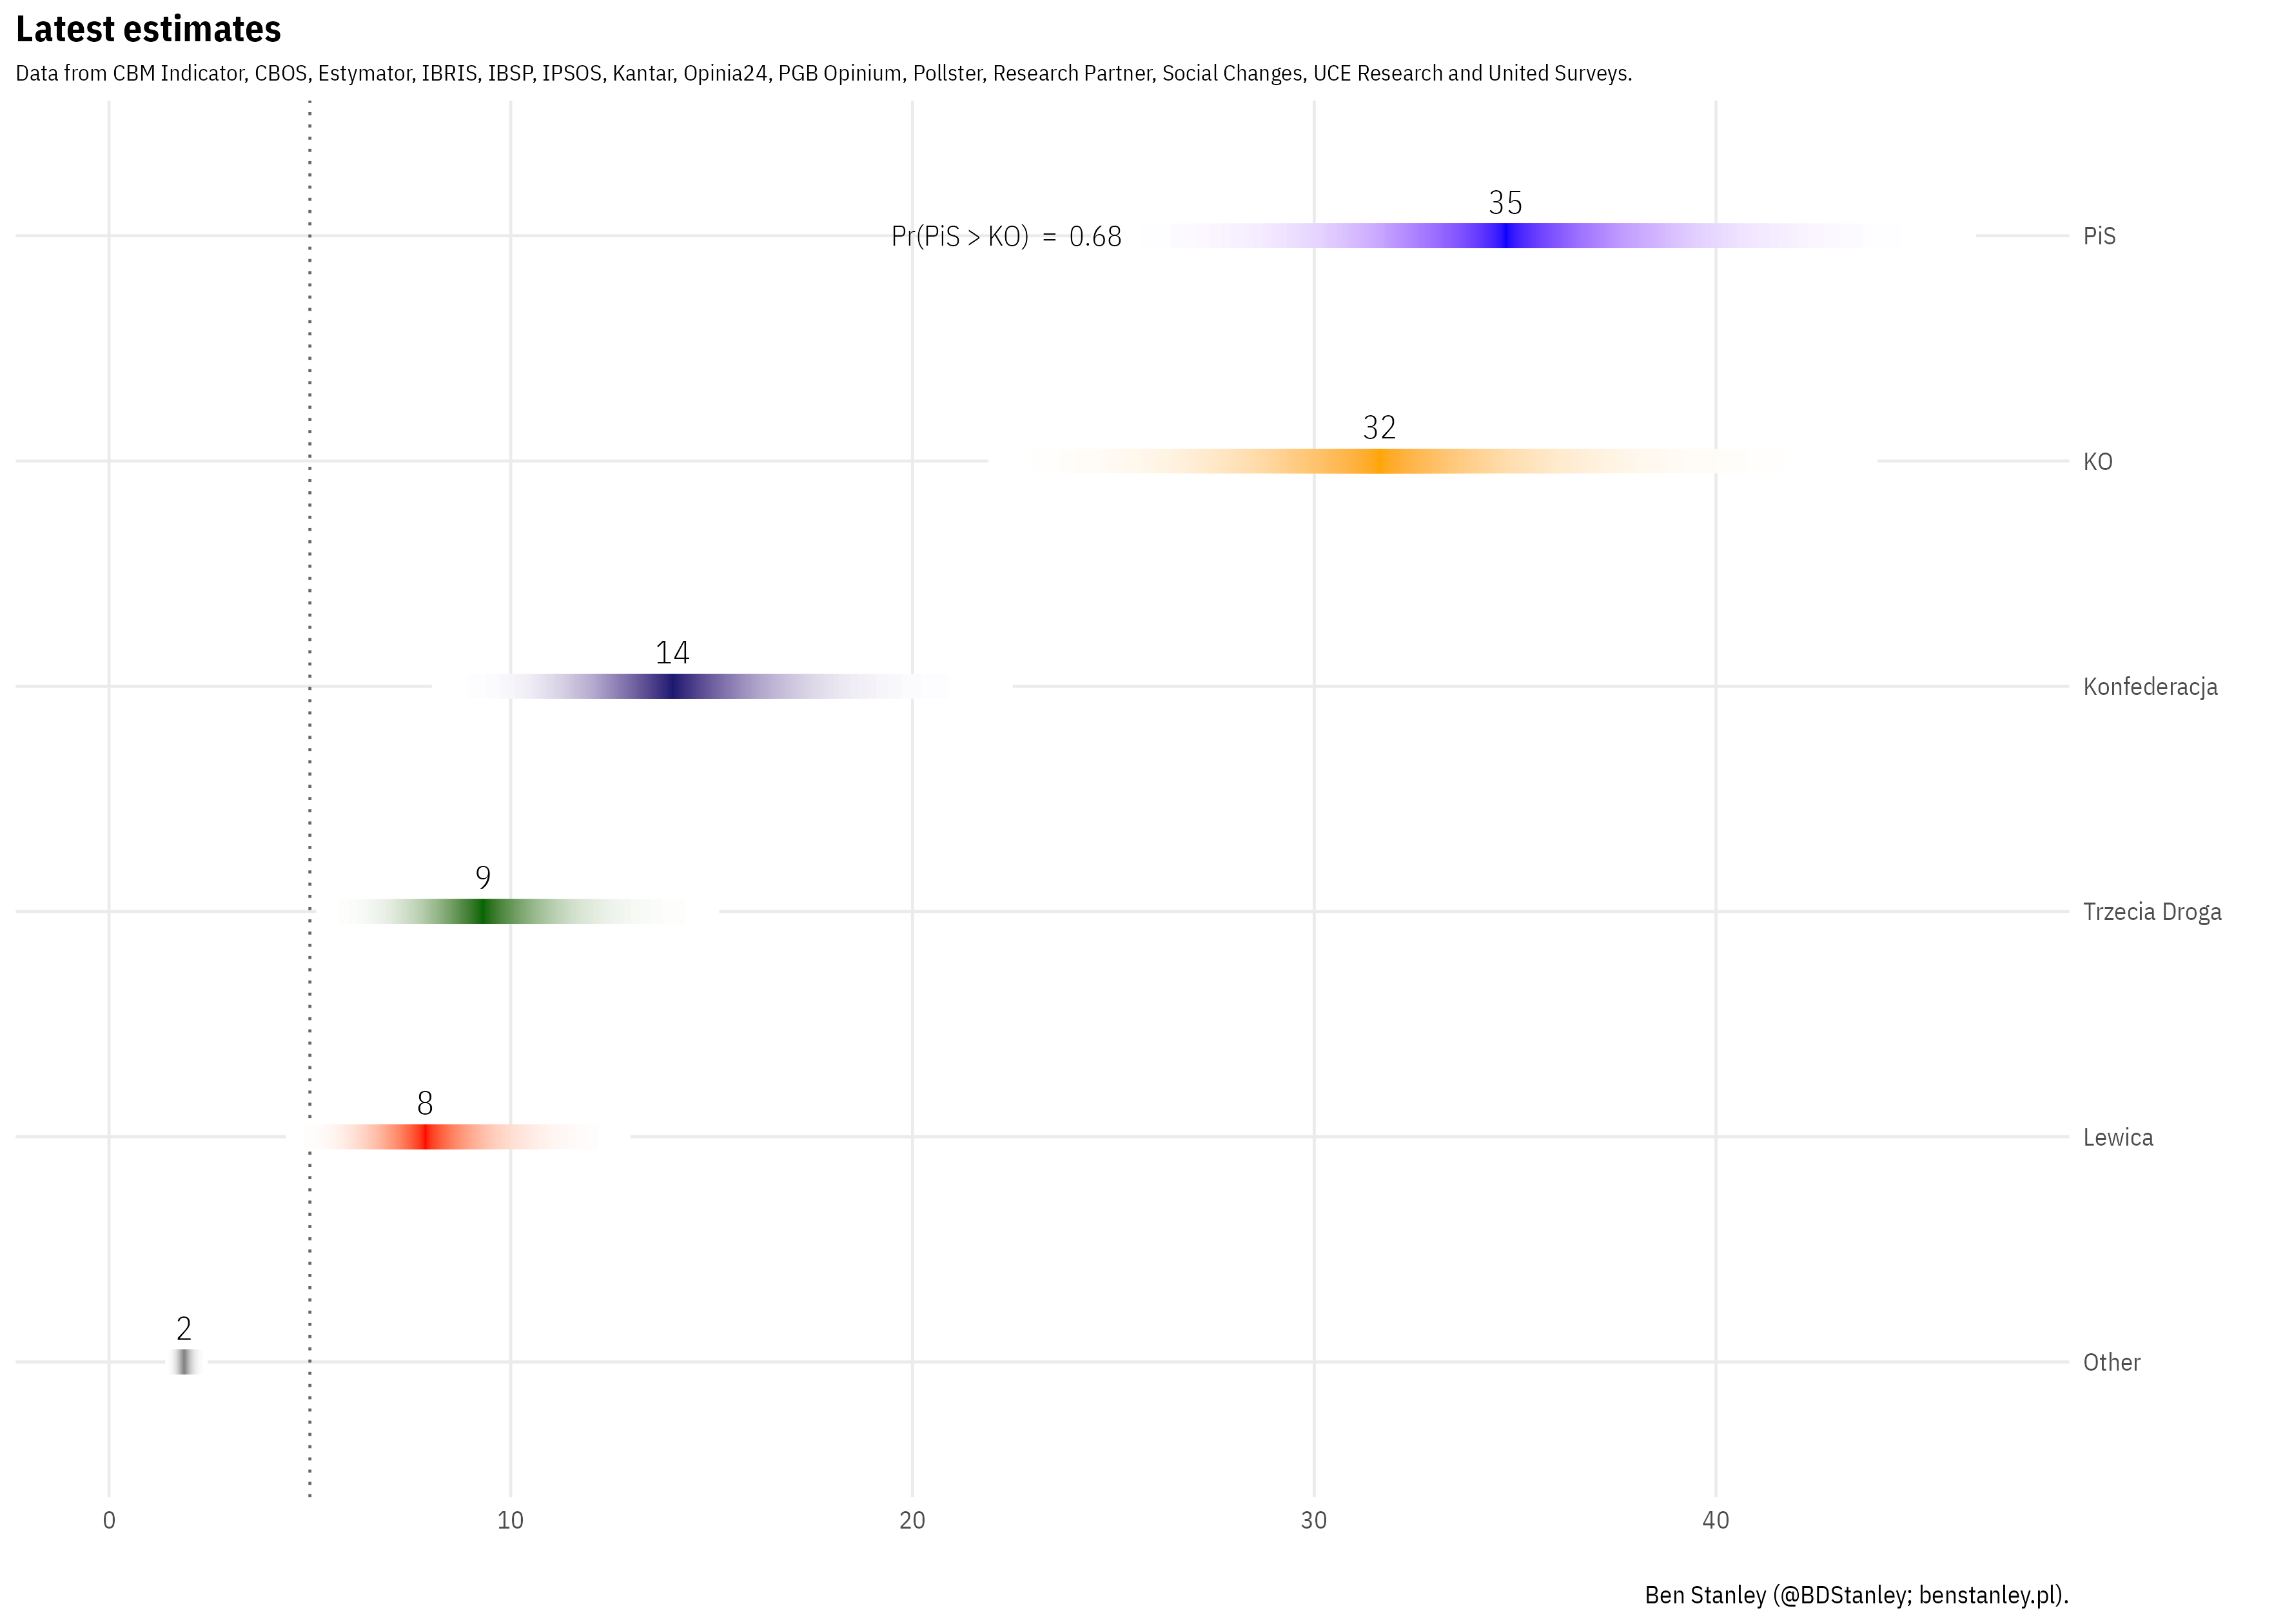 Latest estimates
Data from CBM Indicator, CBOS, Estymator, IBRIS, IBSP, IPSOS, Kantar, Opinia24, PGB Opinium, Pollster, Research Partner, Social Changes, UCE Research and United Surveys.
35
Pr(PiS > KO) = 0.68
PiS
32
KO
14
Konfederacja
9
Trzecia Droga
8
Lewica
2
Other
0 10 20 30 40
Ben Stanley (@BDStanley; benstanley.pl).